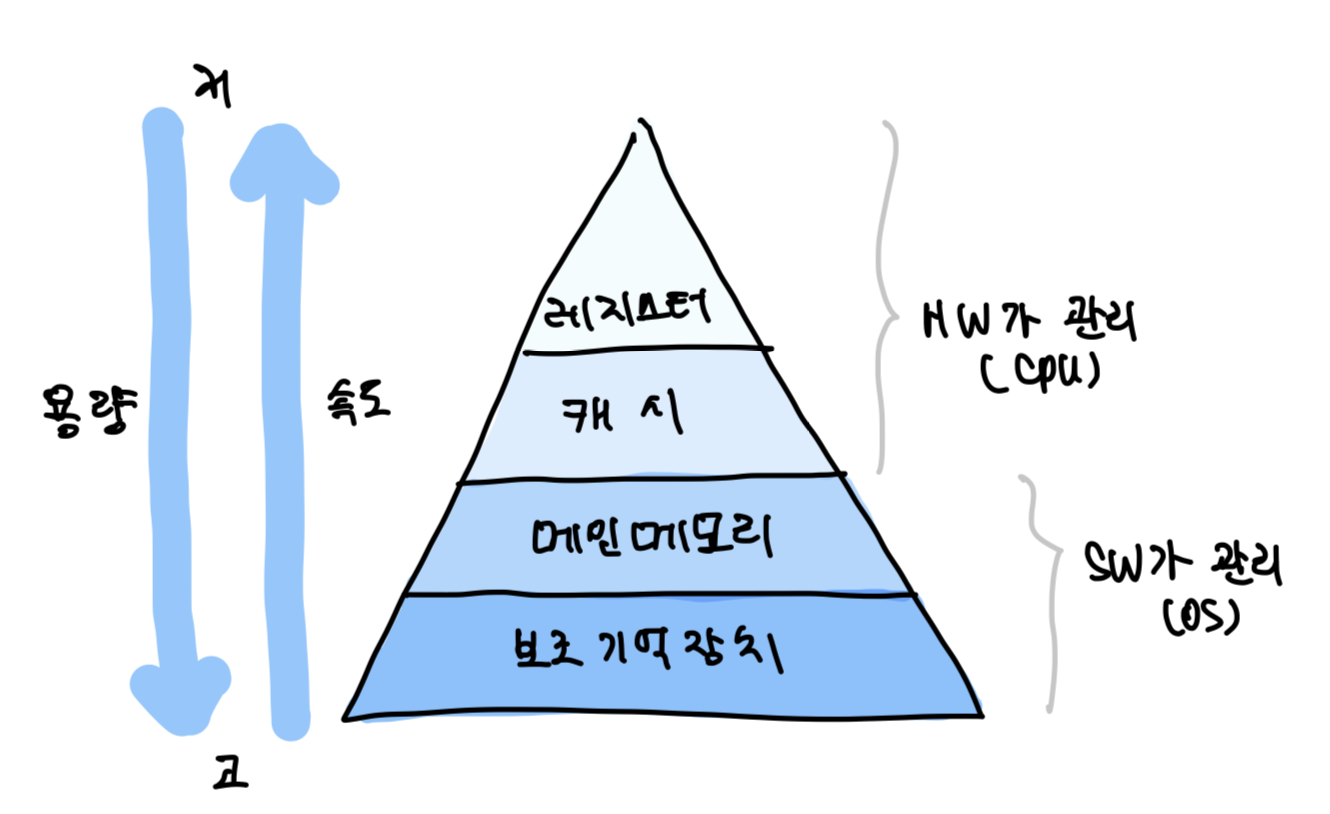 저
레지스터
HW가 관리
(CPU)
용량
속도
캐시
메인메모리
SW가 관리
(OS)
보조기억장치
고